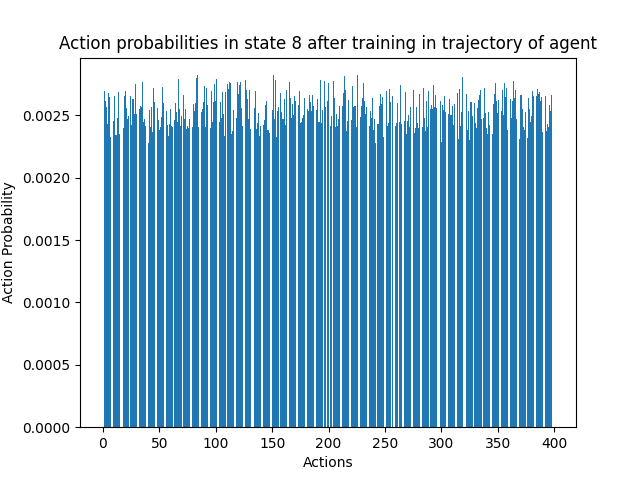 Action probabilities in state 8 after training in trajectory of agent
Action Probability
0.0025
0.0020
0.0015
0.0010
0.0005
0.0000
0 50 100 150 200 250 300 350 400
Actions